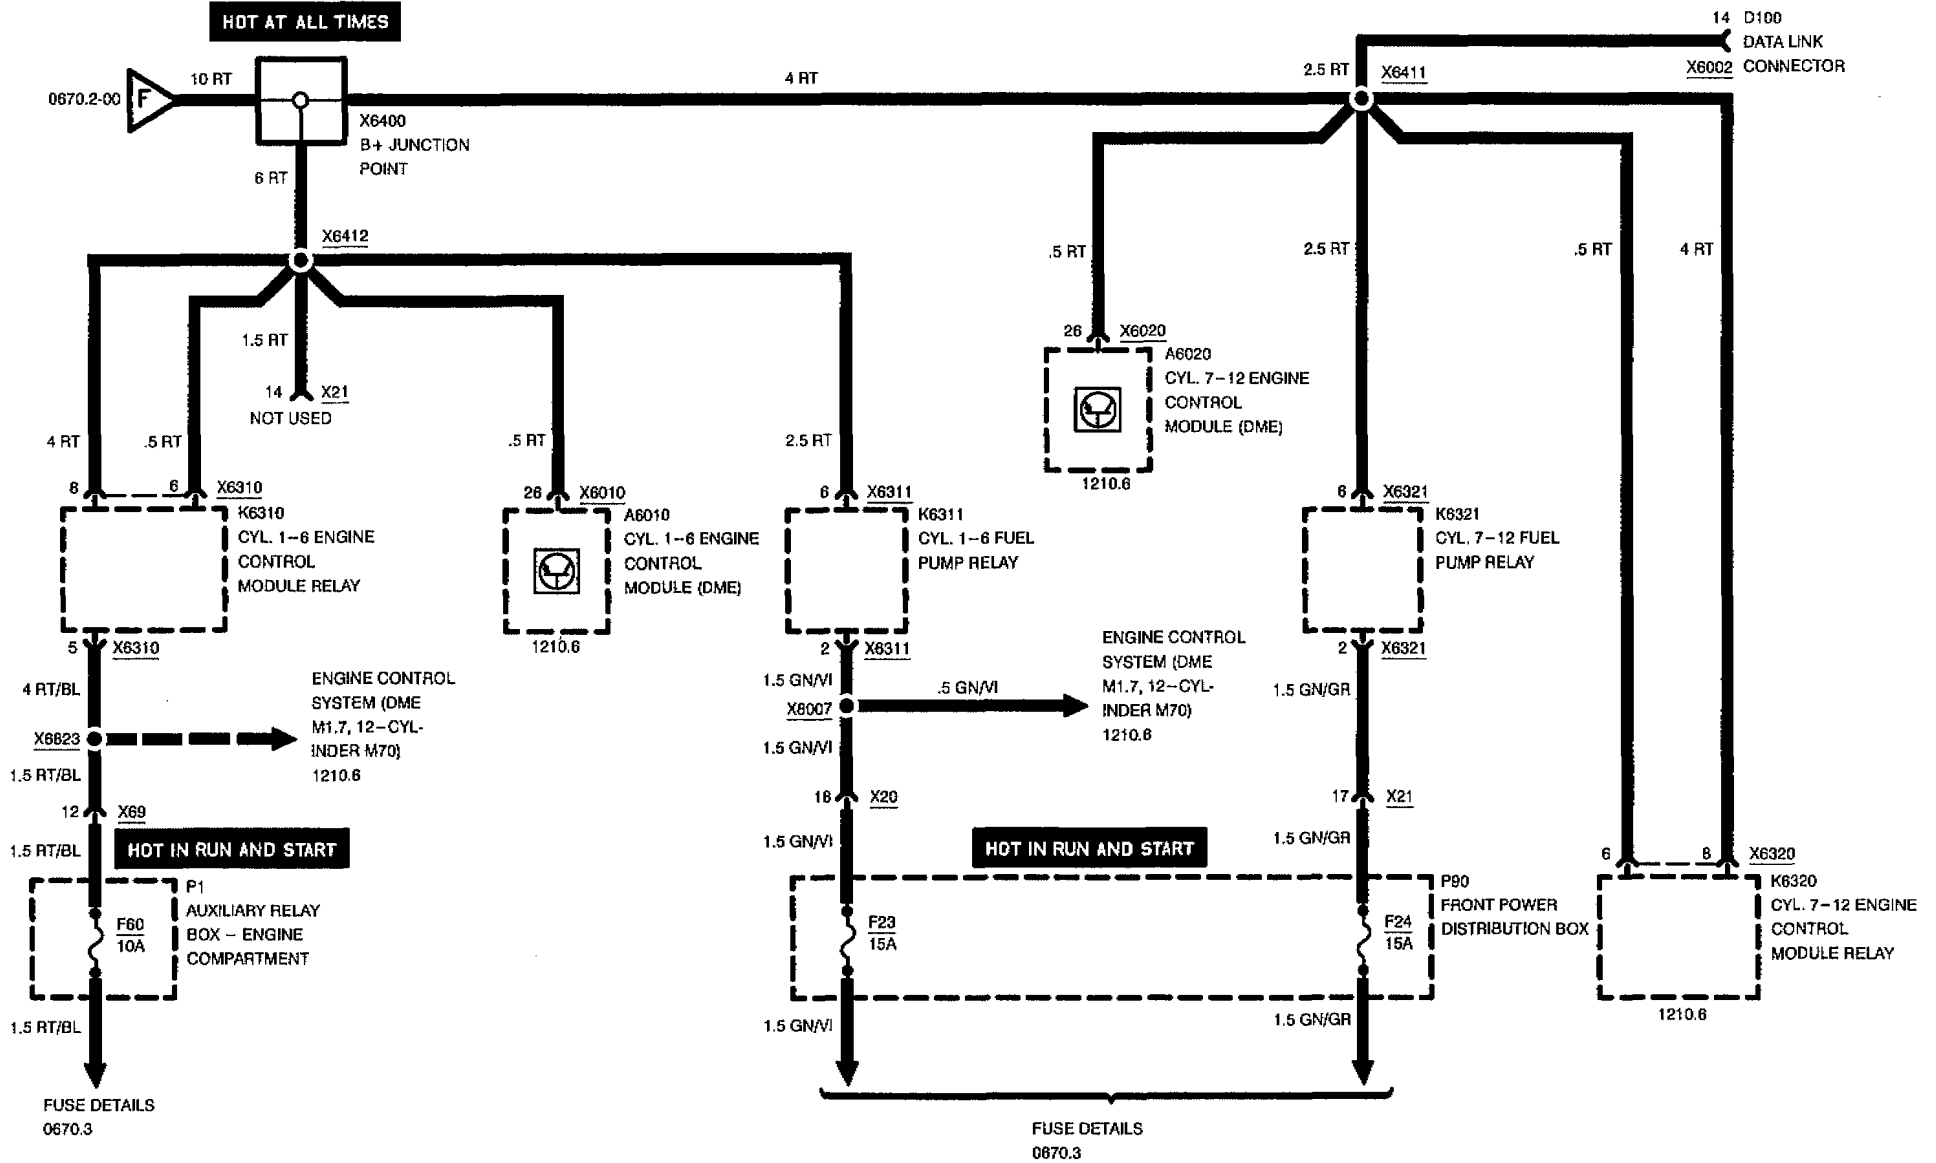 HOT AT ALL TIMES
0670.2-00
F
10 RT
X6400
B+ JUNCTION
POINT
4 RT
6 RT
14 D100
DATA LINK
X6002 CONNECTOR
2.5 RT
X6411
X6412
4 RT
.5 RT
1.5 RT
14 X21
NOT USED
.5 RT
2.5 RT
.5 RT
2.5 RT
.5 RT
4 RT
26 X6020
A6020
CYL. 7-12 ENGINE
CONTROL
MODULE (DME)
1210.6
8 6 X6310
K6310
CYL. 1-6 ENGINE
CONTROL
MODULE RELAY
26 X6010
A6010
CYL. 1-6 ENGINE
CONTROL
MODULE (DME)
1210.6
6 X6311
K6311
CYL. 1-6 FUEL
PUMP RELAY
6 X6321
K6321
CYL. 7-12 FUEL
PUMP RELAY
5 X6310
4 RT/BL
X6823
ENGINE CONTROL
SYSTEM (DME
M1.7, 12-CYL-
INDER M70)
1210.6
1.5 RT/BL
12 X69
1.5 RT/BL
HOT IN RUN AND START
P1
AUXILIARY RELAY
BOX - ENGINE
COMPARTMENT
F60
10A
1.5 RT/BL
FUSE DETAILS
0670.3
2 X6311
1.5 GN/VI
X8007
.5 GN/VI
ENGINE CONTROL
SYSTEM (DME
M1.7, 12-CYL-
INDER M70)
1210.6
1.5 GN/VI
18 X20
1.5 GN/VI
HOT IN RUN AND START
2 X6321
1.5 GN/GR
17 X21
1.5 GN/GR
F23
15A
F24
15A
P90
FRONT POWER
DISTRIBUTION BOX
1.5 GN/VI
1.5 GN/GR
FUSE DETAILS
0670.3
6 8 X6320
K6320
CYL. 7-12 ENGINE
CONTROL
MODULE RELAY
1210.6